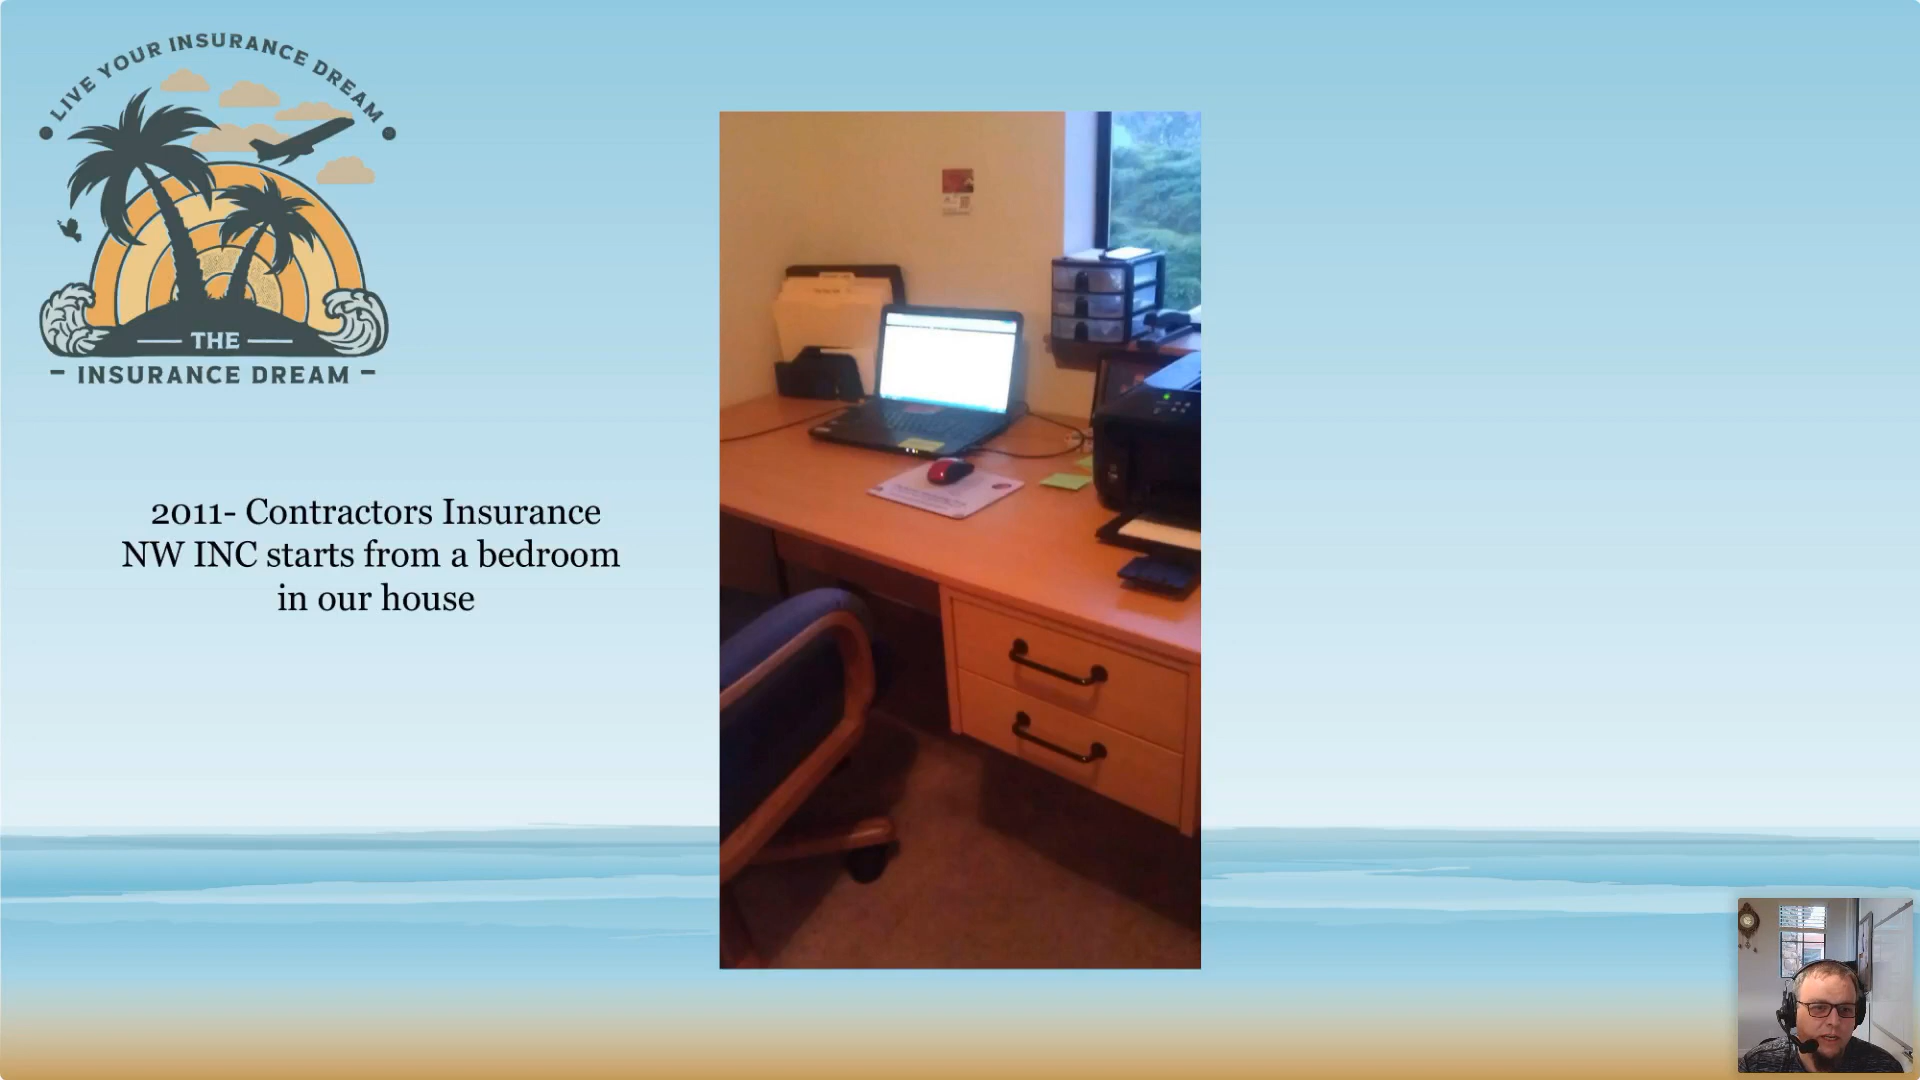 LIVE YOUR INSURANCE DREAM
THE
INSURANCE DREAM
2011- Contractors Insurance
NW INC starts from a bedroom
in our house